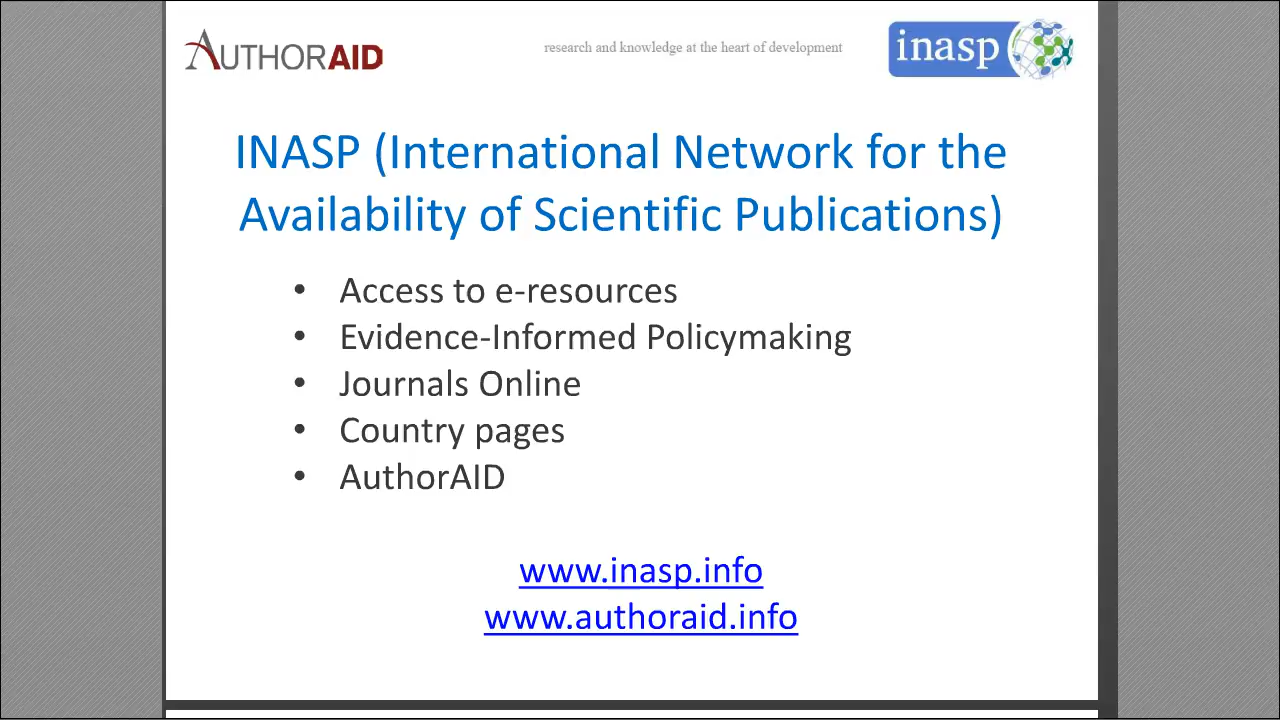 AUTHORAID
research and knowledge at the heart of development
inasp
INASP (International Network for the
Availability of Scientific Publications)
• Access to e-resources
• Evidence-Informed Policymaking
• Journals Online
• Country pages
• AuthorAID
www.inasp.info
www.authoraid.info